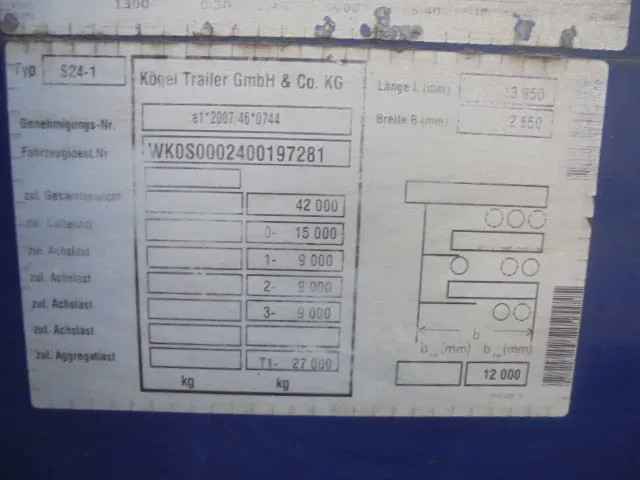 1300
Typ
S24-1
Kögel Trailer GmbH & Co. KG
Länge L (mm)
13 950
Genehmigungs-Nr.
e1*2007/46*0744
Breite B (mm)
2 550
Fahrzeugident.Nr
WK0S0002400197281
zul. Gesamtgewicht
42 000
zul.
0- 15 000
zul. Achslast
1- 9 000
zul. Achslast
2- 9 000
zul. Achslast
3- 9 000
zul. Achslast
b
zul. Aggregatlast
T1- 27 000
b (mm) b (mm)
12 000
kg kg